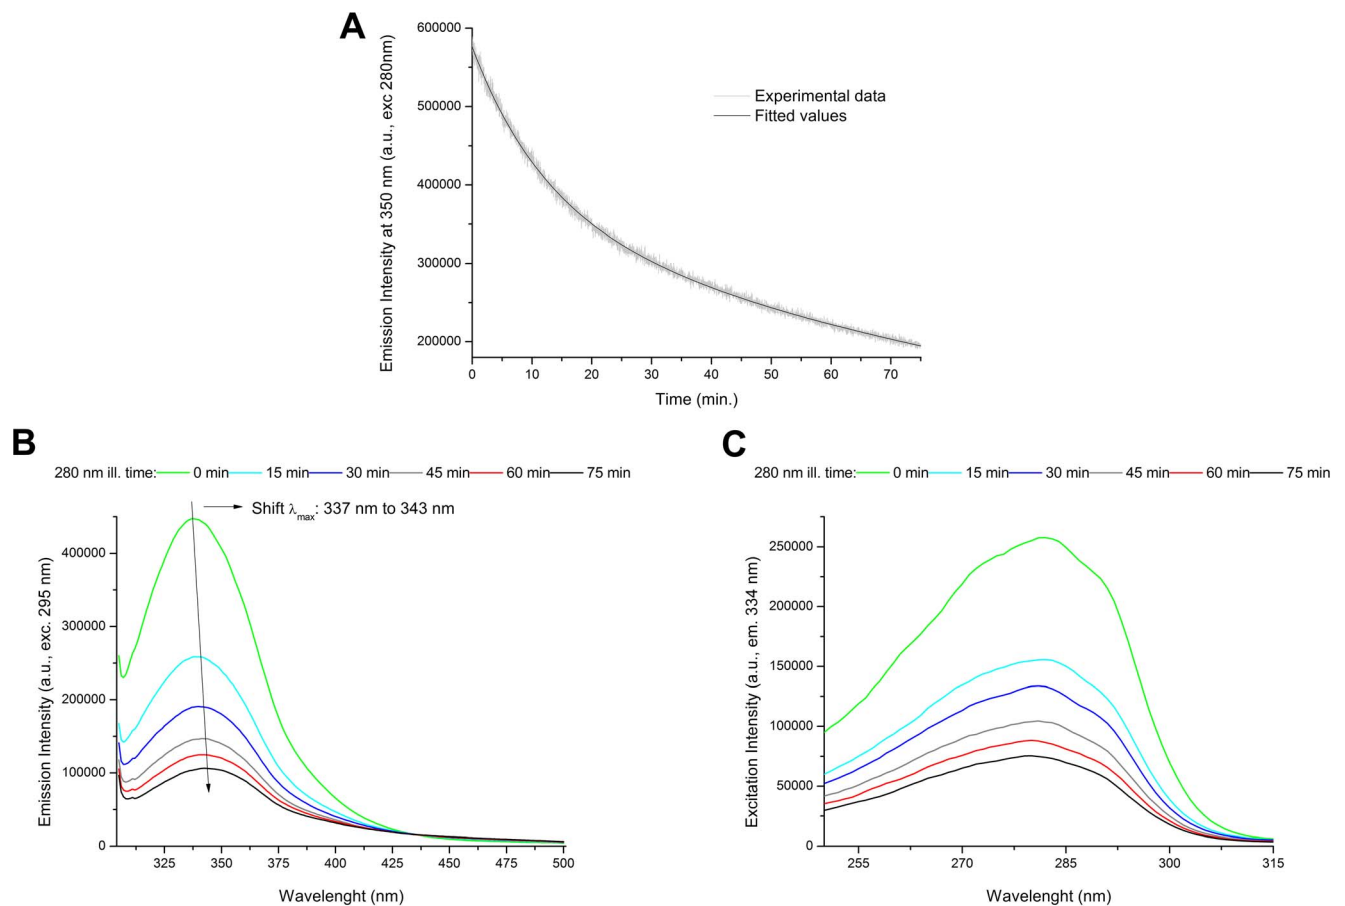 A
Emission Intensity at 350 nm (a.u., exc 280nm)
600000
500000
400000
300000
200000
Experimental data
Fitted values
0 10 20 30 40 50 60 70
Time (min.)
B
280 nm ill. time: 0 min 15 min 30 min 45 min 60 min 75 min
Shift λmax: 337 nm to 343 nm
Emission Intensity (a.u., exc. 295 nm)
400000
300000
200000
100000
0
325 350 375 400 425 450 475 500
Wavelenght (nm)
C
280 nm ill. time: 0 min 15 min 30 min 45 min 60 min 75 min
Excitation Intensity (a.u., em. 334 nm)
250000
200000
150000
100000
50000
0
255 270 285 300 315
Wavelenght (nm)